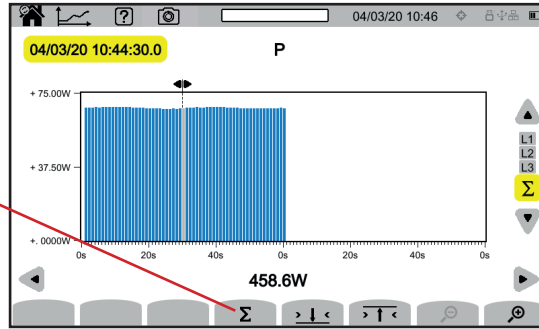 ?
04/03/20 10:46
04/03/20 10:44:30.0
P
+ 75.00W
+ 37.50W
+. 0000W
0s 20s 40s 0s 20s 40s 0s
L1
L2
L3
Σ
458.6W
Σ